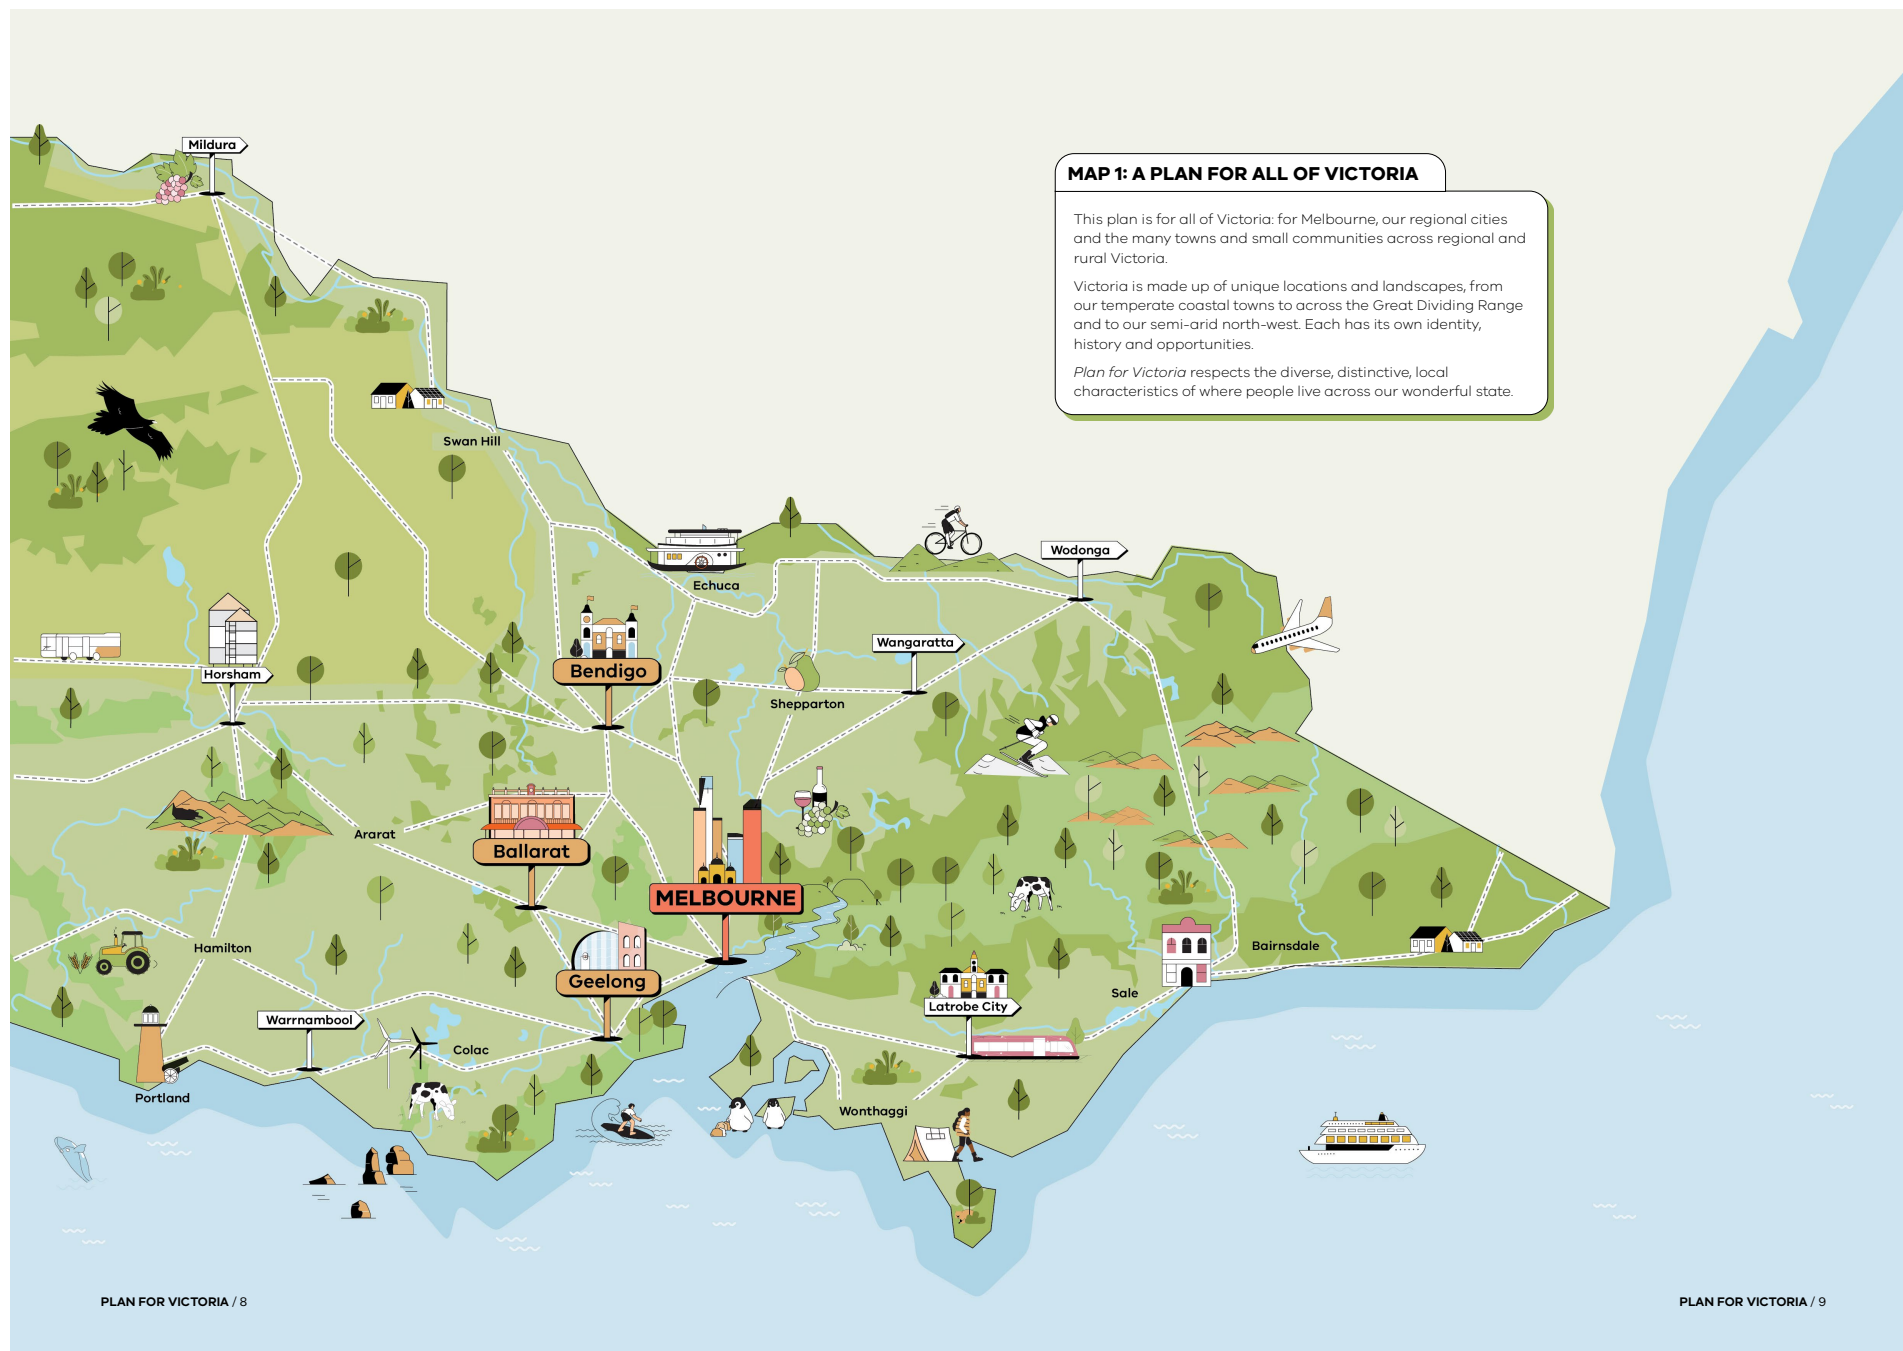 Mildura
MAP 1: A PLAN FOR ALL OF VICTORIA
This plan is for all of Victoria: for Melbourne, our regional cities
and the many towns and small communities across regional and
rural Victoria.
Victoria is made up of unique locations and landscapes, from
our temperate coastal towns to across the Great Dividing Range
and to our semi-arid north-west. Each has its own identity,
history and opportunities.
Plan for Victoria respects the diverse, distinctive, local
characteristics of where people live across our wonderful state.
Swan Hill
Wodonga
Echuca
Wangaratta
Bendigo
Horsham
Shepparton
Ararat
Ballarat
MELBOURNE
Hamilton
Bairnsdale
Geelong
Sale
Latrobe City
Warrnambool
Colac
Portland
Wonthaggi
PLAN FOR VICTORIA / 8
PLAN FOR VICTORIA / 9